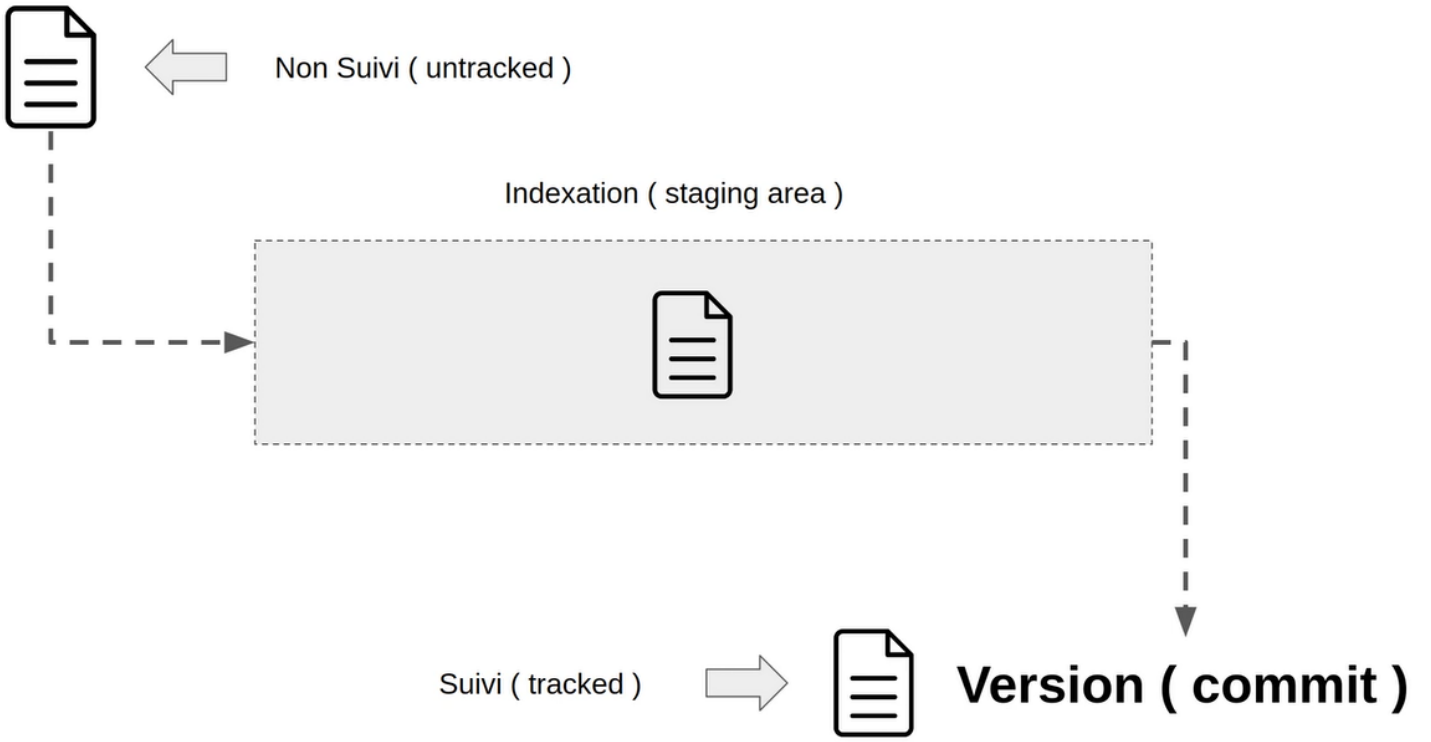 Non Suivi ( untracked )
Indexation ( staging area )
Suivi ( tracked )
Version ( commit )